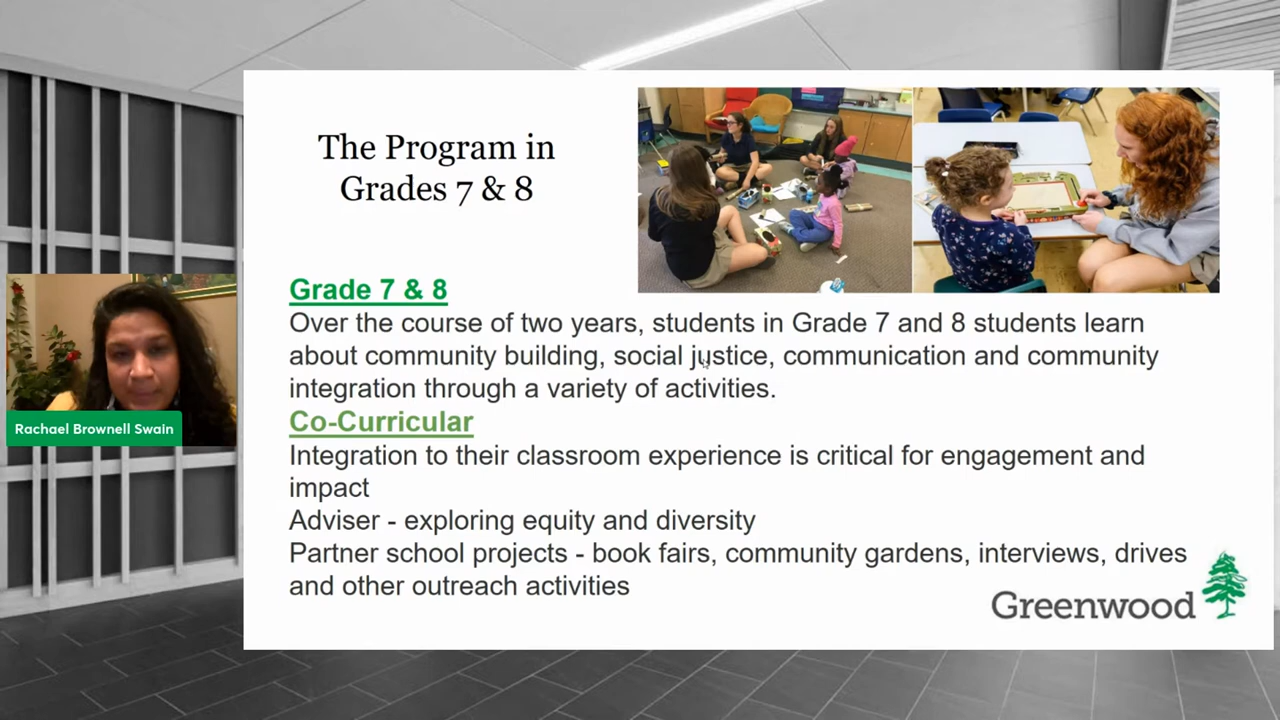 The Program in
Grades 7 & 8
Grade 7 & 8
Over the course of two years, students in Grade 7 and 8 students learn
about community building, social justice, communication and community
integration through a variety of activities.
Co-Curricular
Integration to their classroom experience is critical for engagement and
impact
Adviser - exploring equity and diversity
Partner school projects - book fairs, community gardens, interviews, drives
and other outreach activities
Greenwood
Rachael Brownell Swain